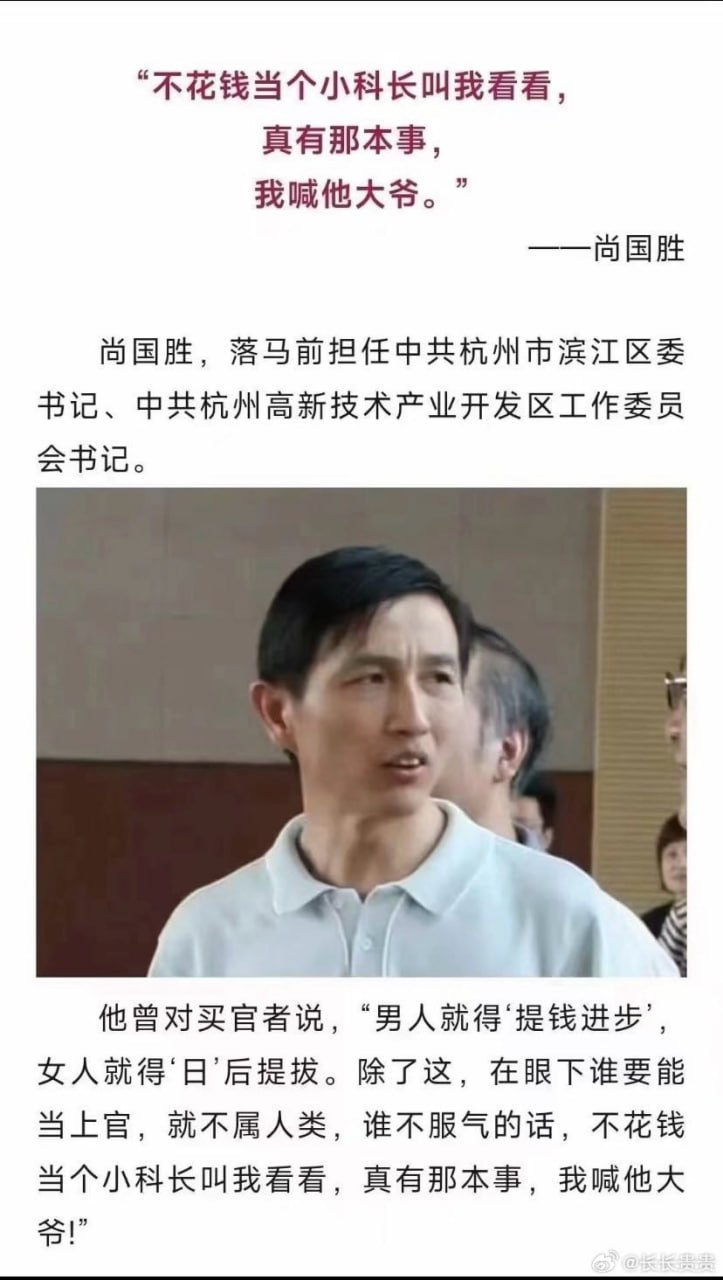 “不花钱当个小科长叫我看看，
真有那本事，
我喊他大爷。”
——尚国胜
尚国胜，落马前担任中共杭州市滨江区委
书记、中共杭州高新技术产业开发区工作委员
会书记。
他曾对买官者说，“男人就得‘提钱进步’，
女人就得‘日’后提拔。除了这，在眼下谁要能
当上官，就不属人类，谁不服气的话，不花钱
当个小科长叫我看看，真有那本事，我喊他大
爷!”
@长长贵贵